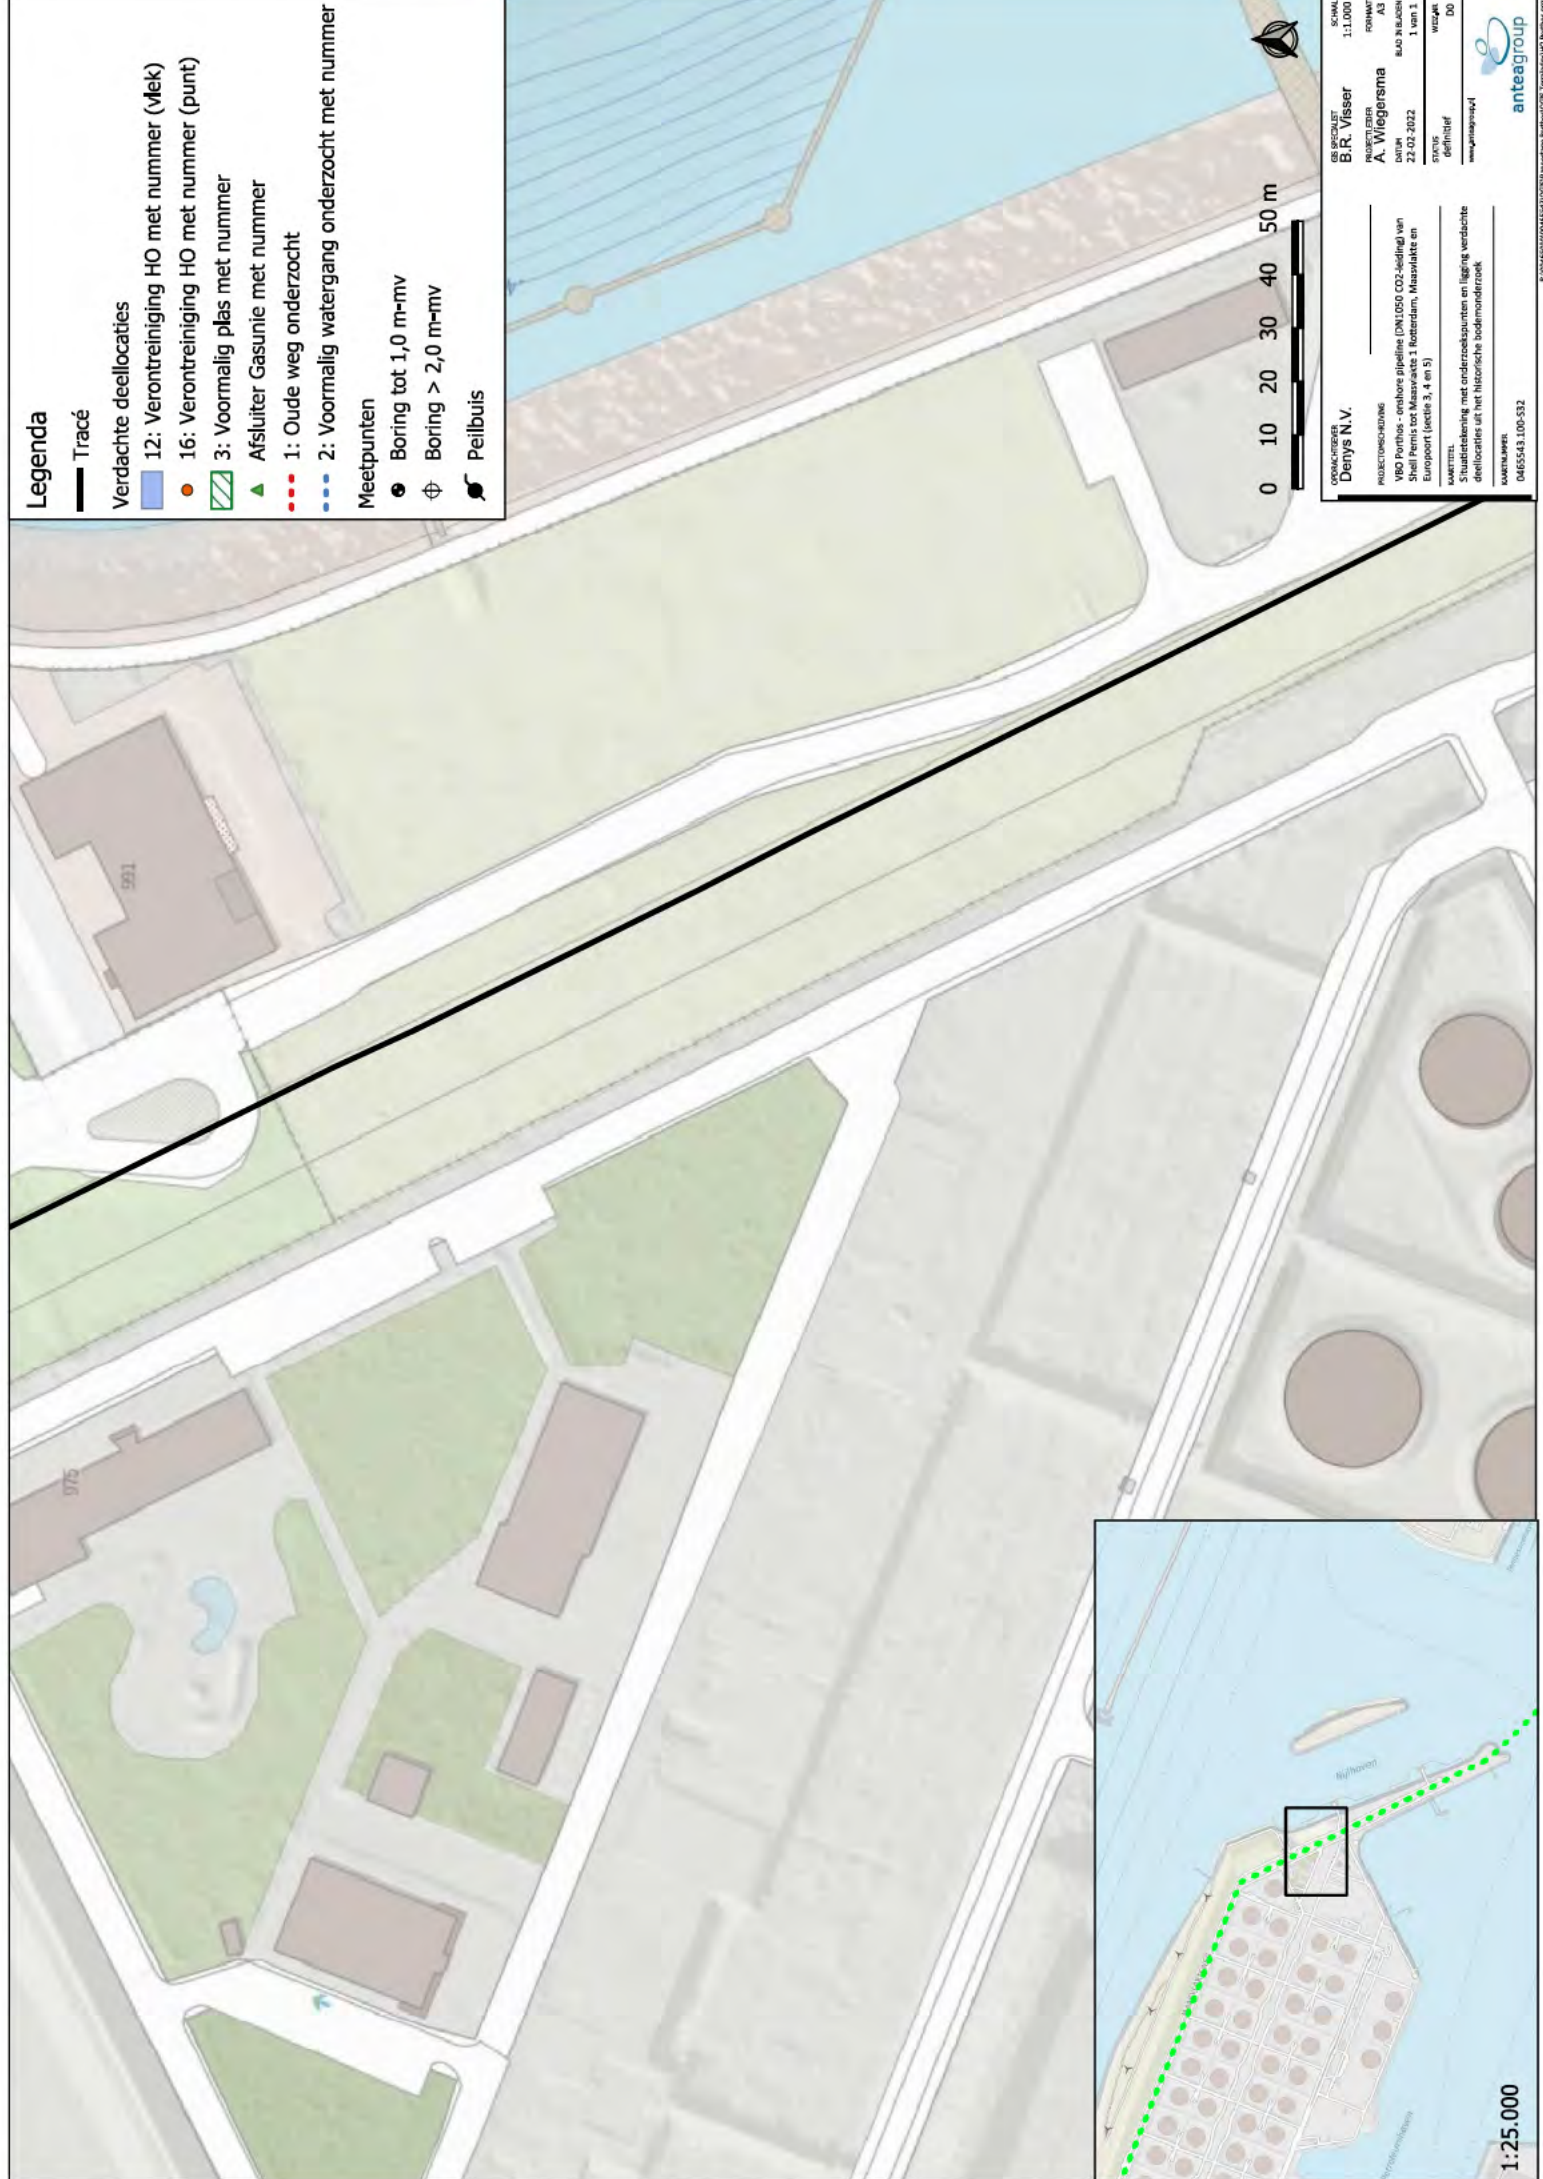 Legenda
Tracé
Verdachte deellocaties
12: Verontreiniging HO met nummer (vlek)
16: Verontreiniging HO met nummer (punt)
3: Voormalig plas met nummer
Afsluiter Gasunie met nummer
1: Oude weg onderzocht
2: Voormalig watergang onderzocht met nummer
Meetpunten
Boring tot 1,0 m-mv
Boring > 2,0 m-mv
Peilbuis
991
975
0 10 20 30 40 50 m
OPDRACHTGEVER
Denys N.V.
PROJECTOMSCHRIJVING
VBO Porthos - onshore pipeline (DN1050 CO2-leiding) van
Shell Pernis tot Maasvlakte 1 Rotterdam, Maasvlakte en
Europoort (sectie 3, 4 en 5)
KAARTTITEL
Situatietekening met onderzoekspunten en ligging verdachte
deellocaties uit het historische bodemonderzoek
KAARTNUMMER
0465543.100-S32
GIS SPECIALIST
B.R. Visser
PROJECTLEIDER
A. Wiegersma
DATUM
22-02-2022
STATUS
definitief
www.anteagroup.nl
SCHAAL
1:1.000
FORMAAT
A3
BLAD IN BLADEN
1 van 1
WIJZ.NR
D0
anteagroup
Nijlhaven
1:25.000